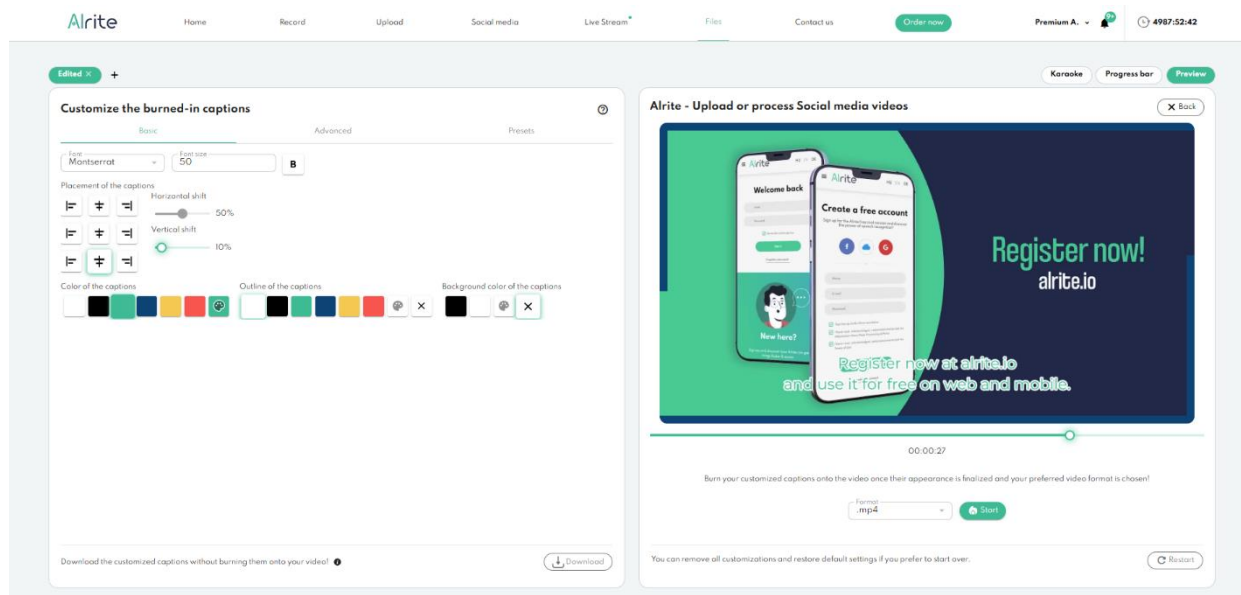 Alrite
Home
Record
Upload
Social media
Live Stream
Files
Contact us
Order now
Premium A.
9+
4987:52:42
Edited ×
+
Karaoke
Progress bar
Preview
Customize the burned-in captions
Basic
Advanced
Presets
Font
Montserrat
Font size
50
B
Placement of the captions
Horizontal shift
50%
Vertical shift
10%
Color of the captions
Outline of the captions
Background color of the captions
Download the customized captions without burning them onto your video!
Download
Alrite - Upload or process Social media videos
Back
Alrite
Welcome back
New here?
Alrite
Create a free account
Register now!
alrite.io
Register now at alrite.io
and use it for free on web and mobile.
00:00:27
Burn your customized captions onto the video once their appearance is finalized and your preferred video format is chosen!
Format
.mp4
Start
You can remove all customizations and restore default settings if you prefer to start over.
Restart